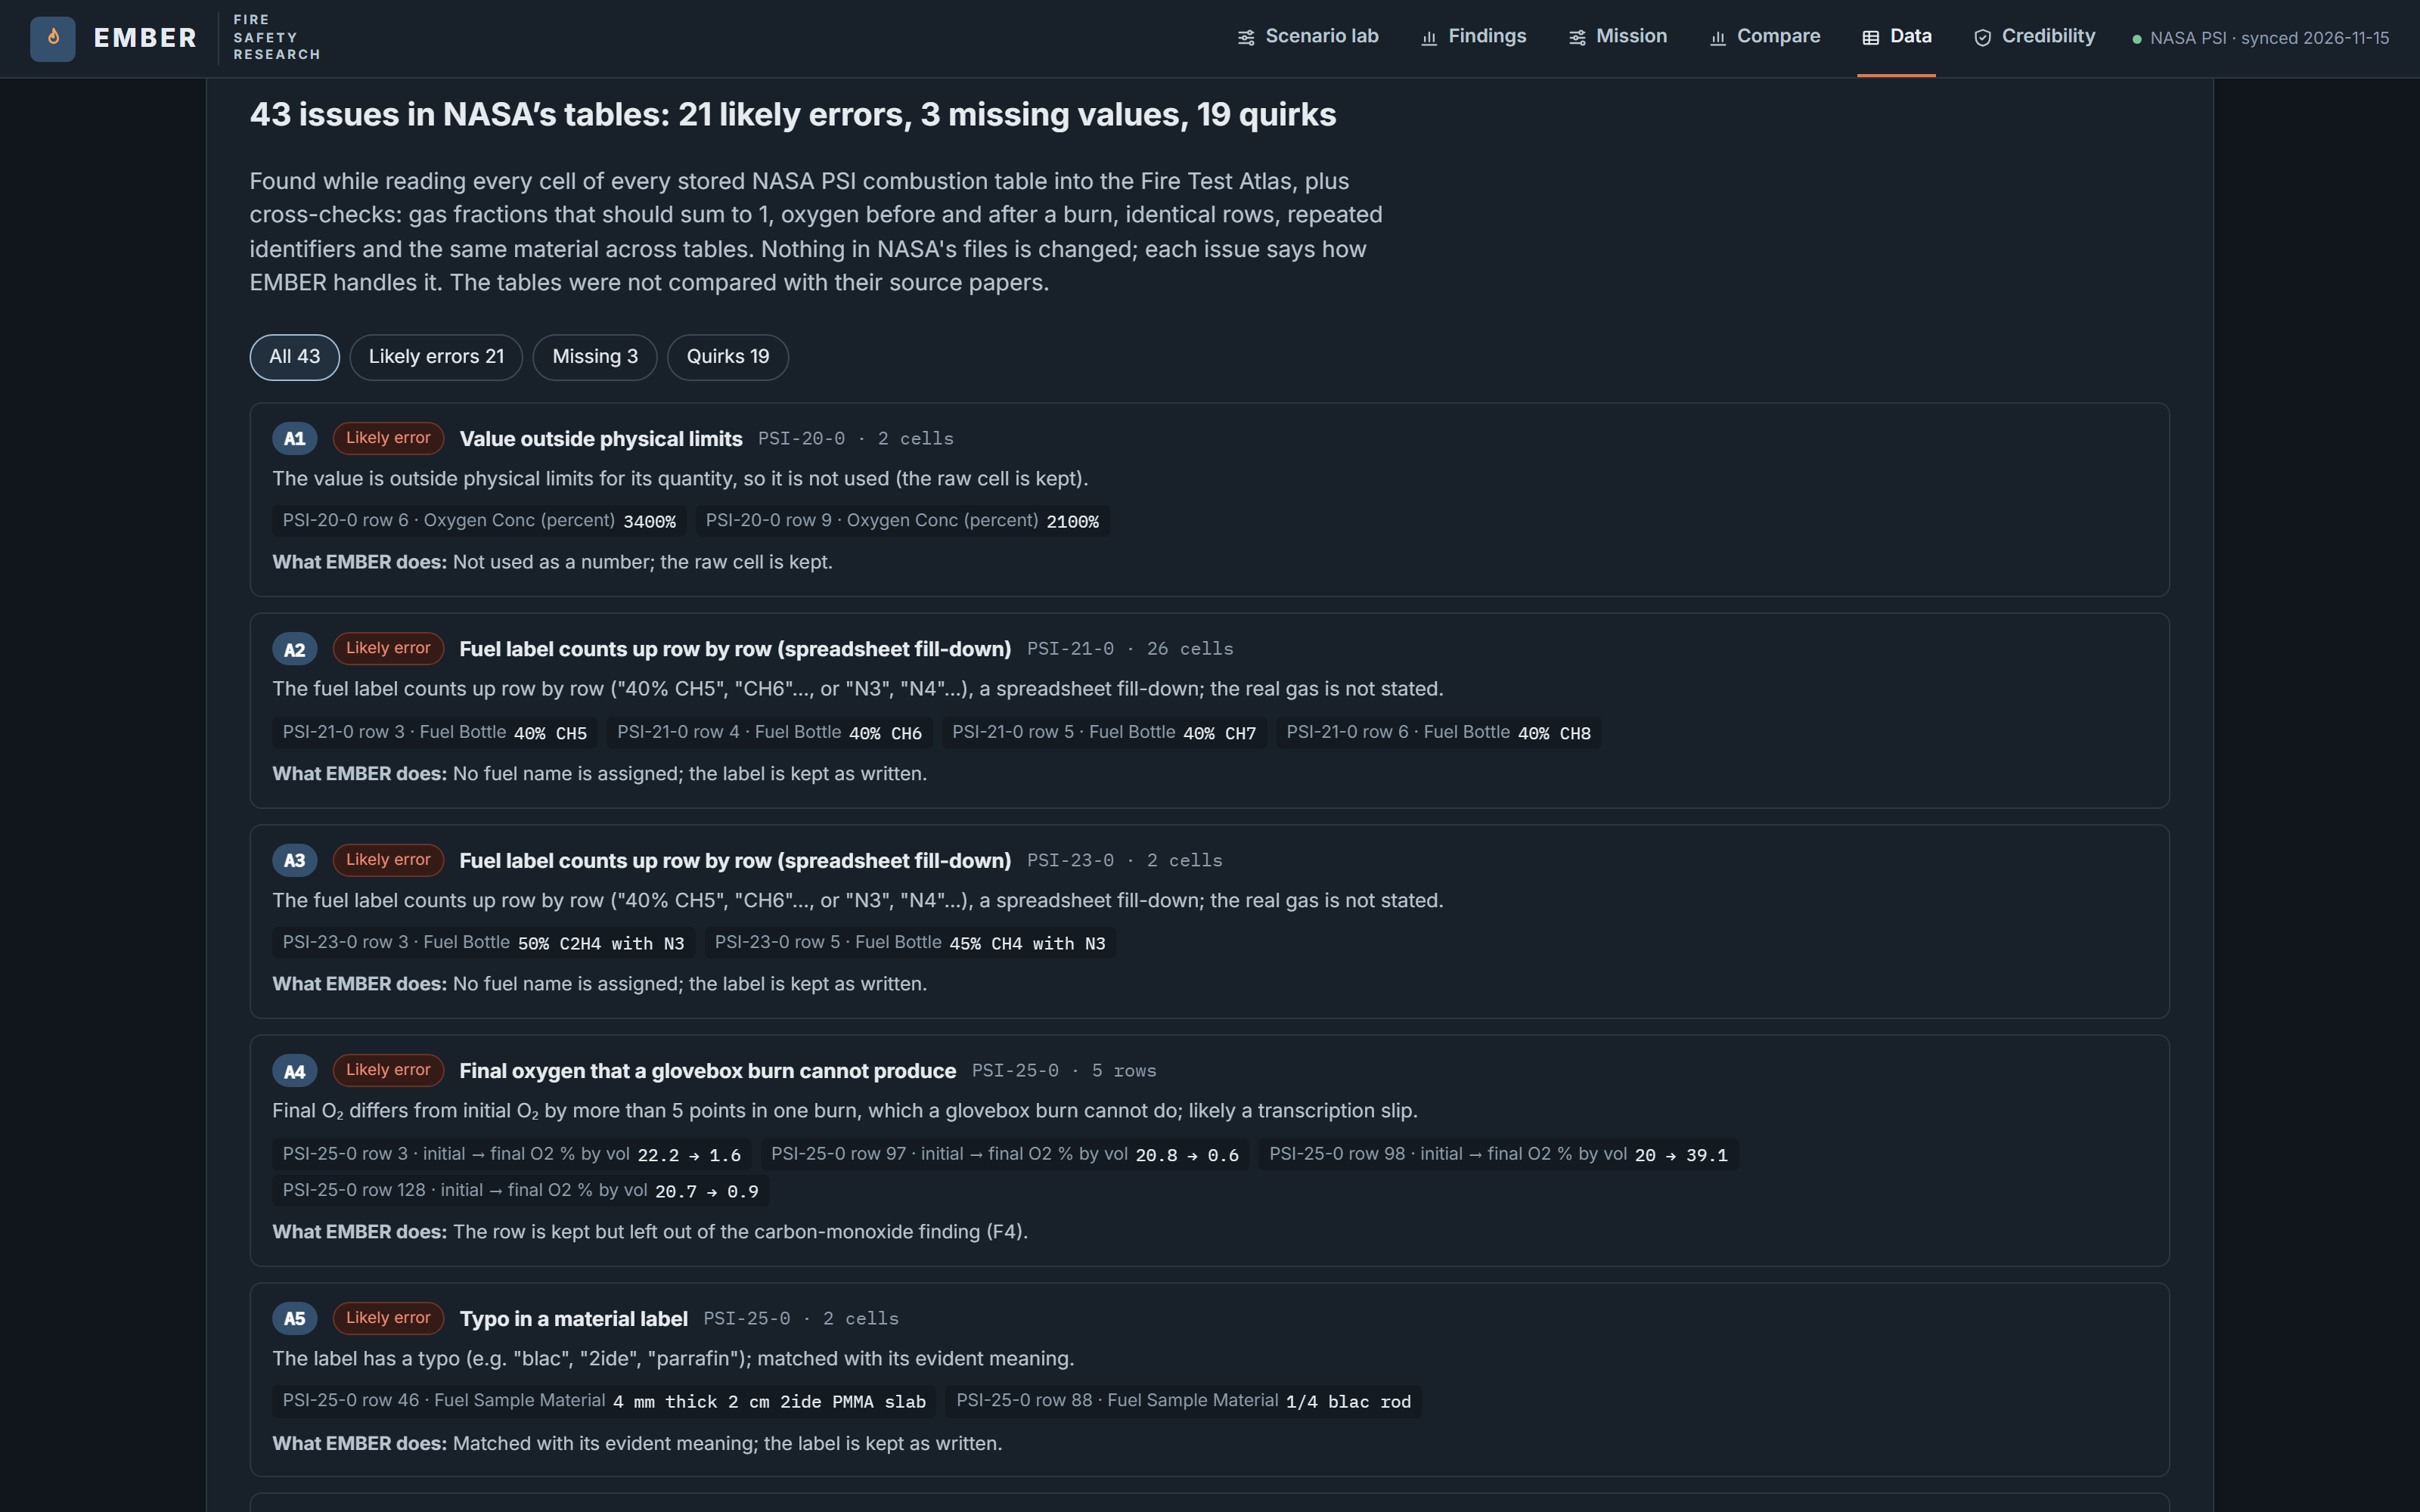 EMBER
FIRE
SAFETY
RESEARCH
Scenario lab
Findings
Mission
Compare
Data
Credibility
NASA PSI · synced 2026-11-15
43 issues in NASA’s tables: 21 likely errors, 3 missing values, 19 quirks
Found while reading every cell of every stored NASA PSI combustion table into the Fire Test Atlas, plus
cross-checks: gas fractions that should sum to 1, oxygen before and after a burn, identical rows, repeated
identifiers and the same material across tables. Nothing in NASA's files is changed; each issue says how
EMBER handles it. The tables were not compared with their source papers.
All 43
Likely errors 21
Missing 3
Quirks 19
A1 Likely error Value outside physical limits PSI-20-0 · 2 cells
The value is outside physical limits for its quantity, so it is not used (the raw cell is kept).
PSI-20-0 row 6 · Oxygen Conc (percent) 3400% PSI-20-0 row 9 · Oxygen Conc (percent) 2100%
What EMBER does: Not used as a number; the raw cell is kept.
A2 Likely error Fuel label counts up row by row (spreadsheet fill-down) PSI-21-0 · 26 cells
The fuel label counts up row by row ("40% CH5", "CH6"..., or "N3", "N4"...), a spreadsheet fill-down; the real gas is not stated.
PSI-21-0 row 3 · Fuel Bottle 40% CH5 PSI-21-0 row 4 · Fuel Bottle 40% CH6 PSI-21-0 row 5 · Fuel Bottle 40% CH7 PSI-21-0 row 6 · Fuel Bottle 40% CH8
What EMBER does: No fuel name is assigned; the label is kept as written.
A3 Likely error Fuel label counts up row by row (spreadsheet fill-down) PSI-23-0 · 2 cells
The fuel label counts up row by row ("40% CH5", "CH6"..., or "N3", "N4"...), a spreadsheet fill-down; the real gas is not stated.
PSI-23-0 row 3 · Fuel Bottle 50% C2H4 with N3 PSI-23-0 row 5 · Fuel Bottle 45% CH4 with N3
What EMBER does: No fuel name is assigned; the label is kept as written.
A4 Likely error Final oxygen that a glovebox burn cannot produce PSI-25-0 · 5 rows
Final O₂ differs from initial O₂ by more than 5 points in one burn, which a glovebox burn cannot do; likely a transcription slip.
PSI-25-0 row 3 · initial → final O2 % by vol 22.2 → 1.6 PSI-25-0 row 97 · initial → final O2 % by vol 20.8 → 0.6 PSI-25-0 row 98 · initial → final O2 % by vol 20 → 39.1
PSI-25-0 row 128 · initial → final O2 % by vol 20.7 → 0.9
What EMBER does: The row is kept but left out of the carbon-monoxide finding (F4).
A5 Likely error Typo in a material label PSI-25-0 · 2 cells
The label has a typo (e.g. "blac", "2ide", "parrafin"); matched with its evident meaning.
PSI-25-0 row 46 · Fuel Sample Material 4 mm thick 2 cm 2ide PMMA slab PSI-25-0 row 88 · Fuel Sample Material 1/4 blac rod
What EMBER does: Matched with its evident meaning; the label is kept as written.